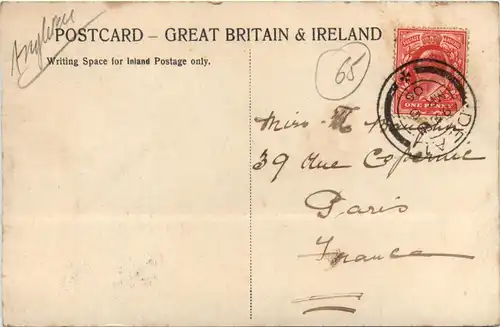 POSTCARD – GREAT BRITAIN & IRELAND
Writing Space for Inland Postage only.
65
ONE PENNY
DEAL
Miss
39 rue Copernic
Paris
France